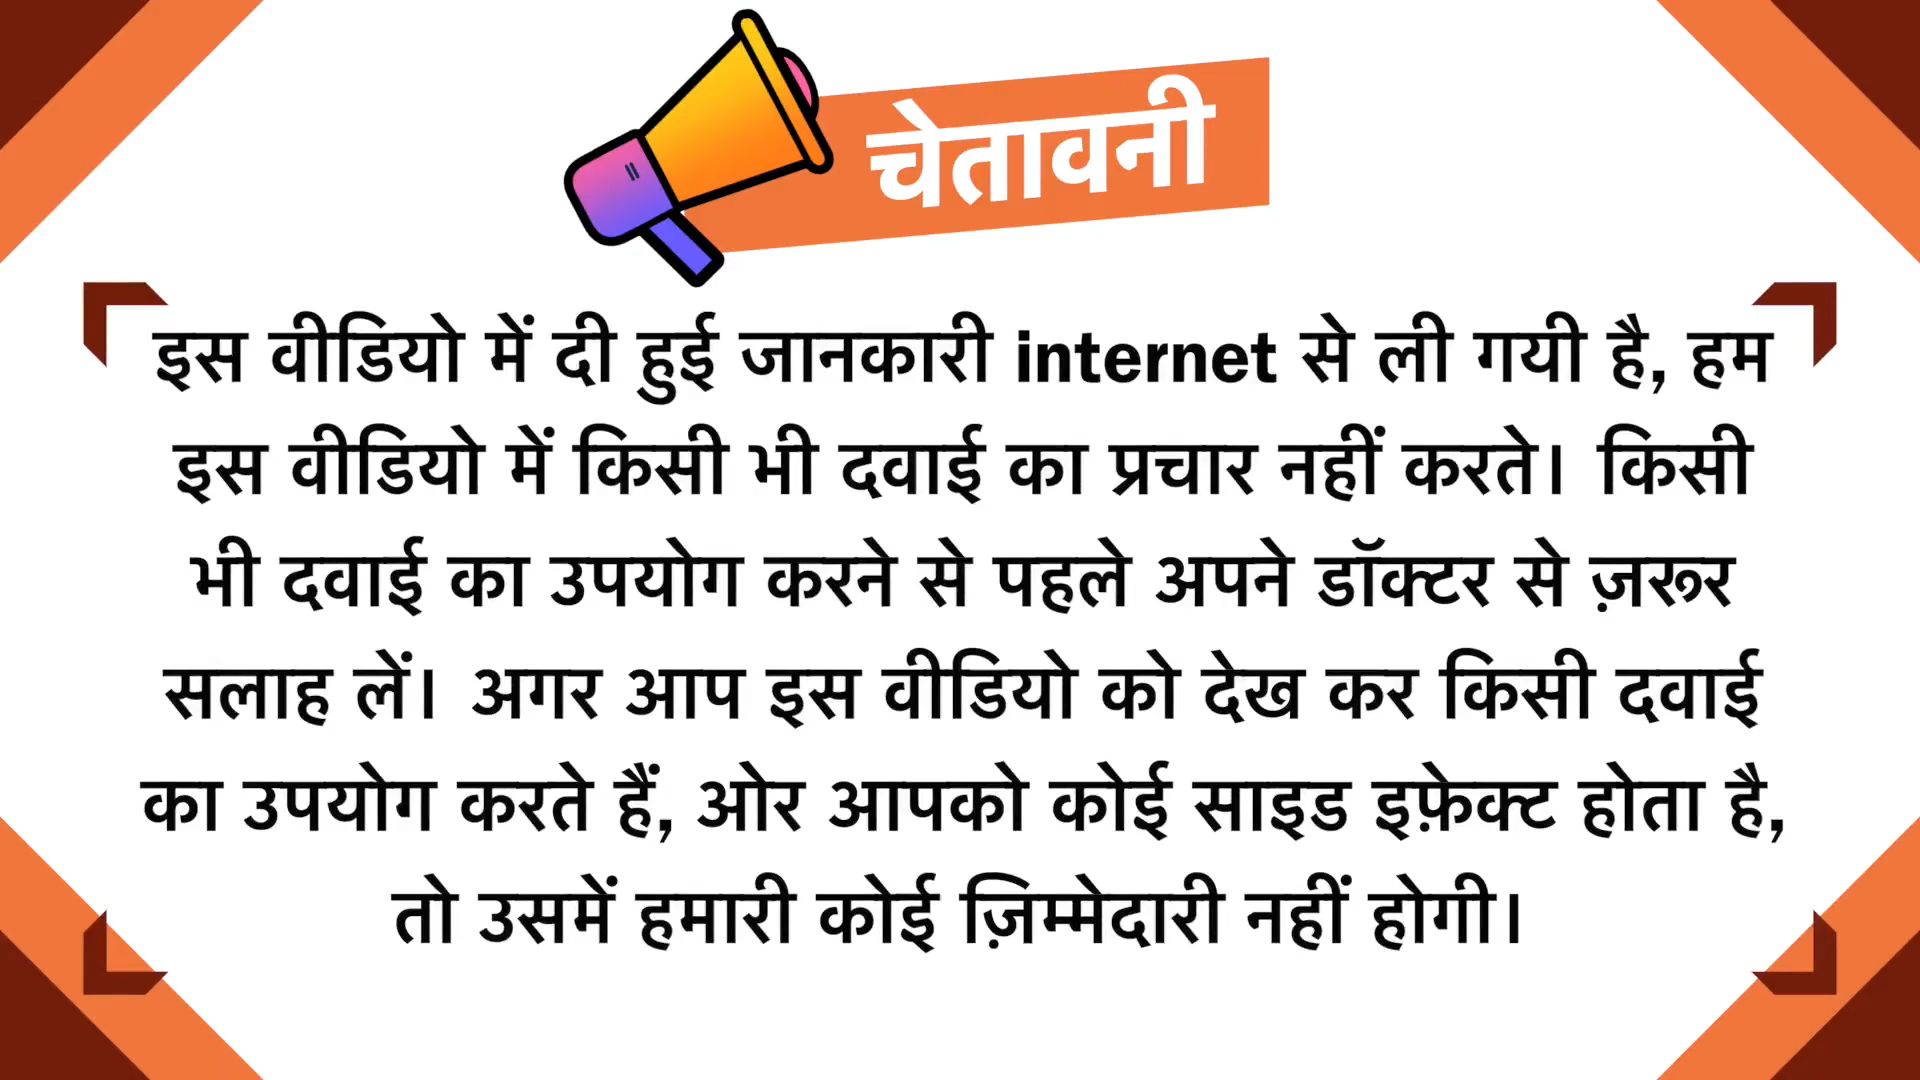 चेतावनी
इस वीडियो में दी हुई जानकारी internet से ली गयी है, हम
इस वीडियो में किसी भी दवाई का प्रचार नहीं करते। किसी
भी दवाई का उपयोग करने से पहले अपने डॉक्टर से ज़रूर
सलाह लें। अगर आप इस वीडियो को देख कर किसी दवाई
का उपयोग करते हैं, ओर आपको कोई साइड इफ़ेक्ट होता है,
तो उसमें हमारी कोई ज़िम्मेदारी नहीं होगी।